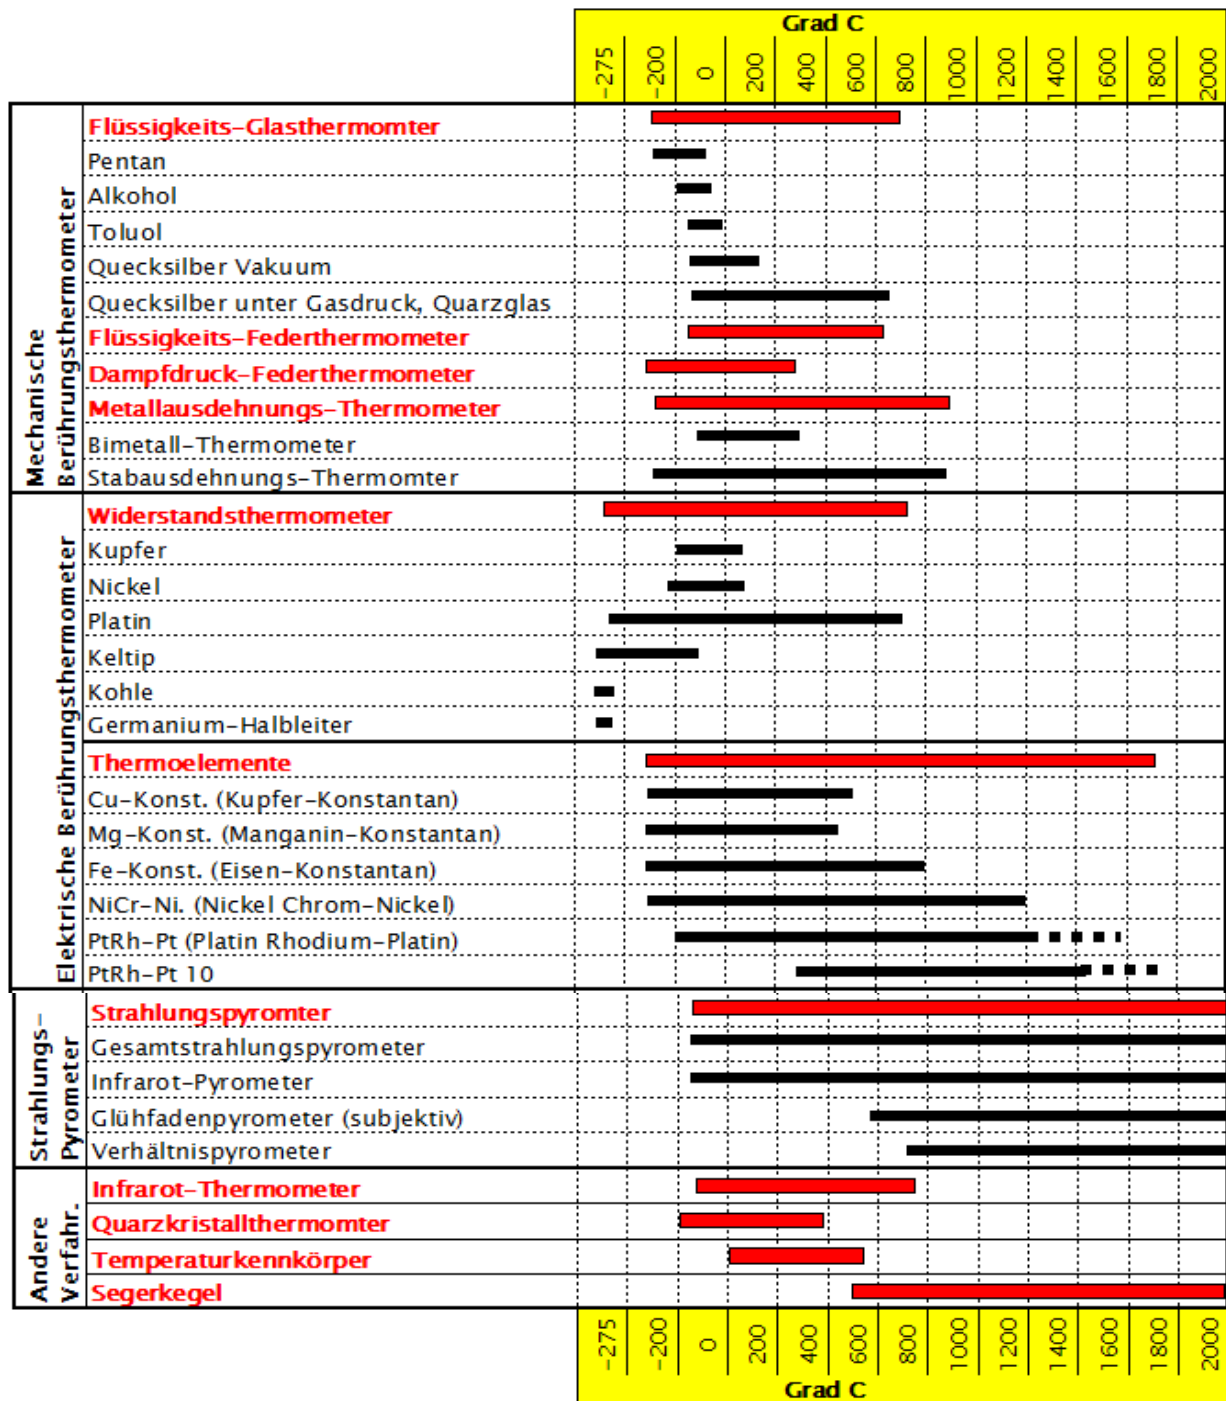 Grad C
-275 -200 0 200 400 600 800 1000 1200 1400 1600 1800 2000
Mechanische
Berührungsthermometer
Flüssigkeits-Glasthermomter
Pentan
Alkohol
Toluol
Quecksilber Vakuum
Quecksilber unter Gasdruck, Quarzglas
Flüssigkeits-Federthermometer
Dampfdruck-Federthermometer
Metallausdehnungs-Thermometer
Bimetall-Thermometer
Stabausdehnungs-Thermomter
Elektrische Berührungsthermometer
Widerstandsthermometer
Kupfer
Nickel
Platin
Keltip
Kohle
Germanium-Halbleiter
Thermoelemente
Cu-Konst. (Kupfer-Konstantan)
Mg-Konst. (Manganin-Konstantan)
Fe-Konst. (Eisen-Konstantan)
NiCr-Ni. (Nickel Chrom-Nickel)
PtRh-Pt (Platin Rhodium-Platin)
PtRh-Pt 10
Strahlungs-
Pyrometer
Strahlungspyromter
Gesamtstrahlungspyrometer
Infrarot-Pyrometer
Glühfadenpyrometer (subjektiv)
Verhältnispyrometer
Andere
Verfahr.
Infrarot-Thermometer
Quarzkristallthermomter
Temperaturkennkörper
Segerkegel
-275 -200 0 200 400 600 800 1000 1200 1400 1600 1800 2000
Grad C